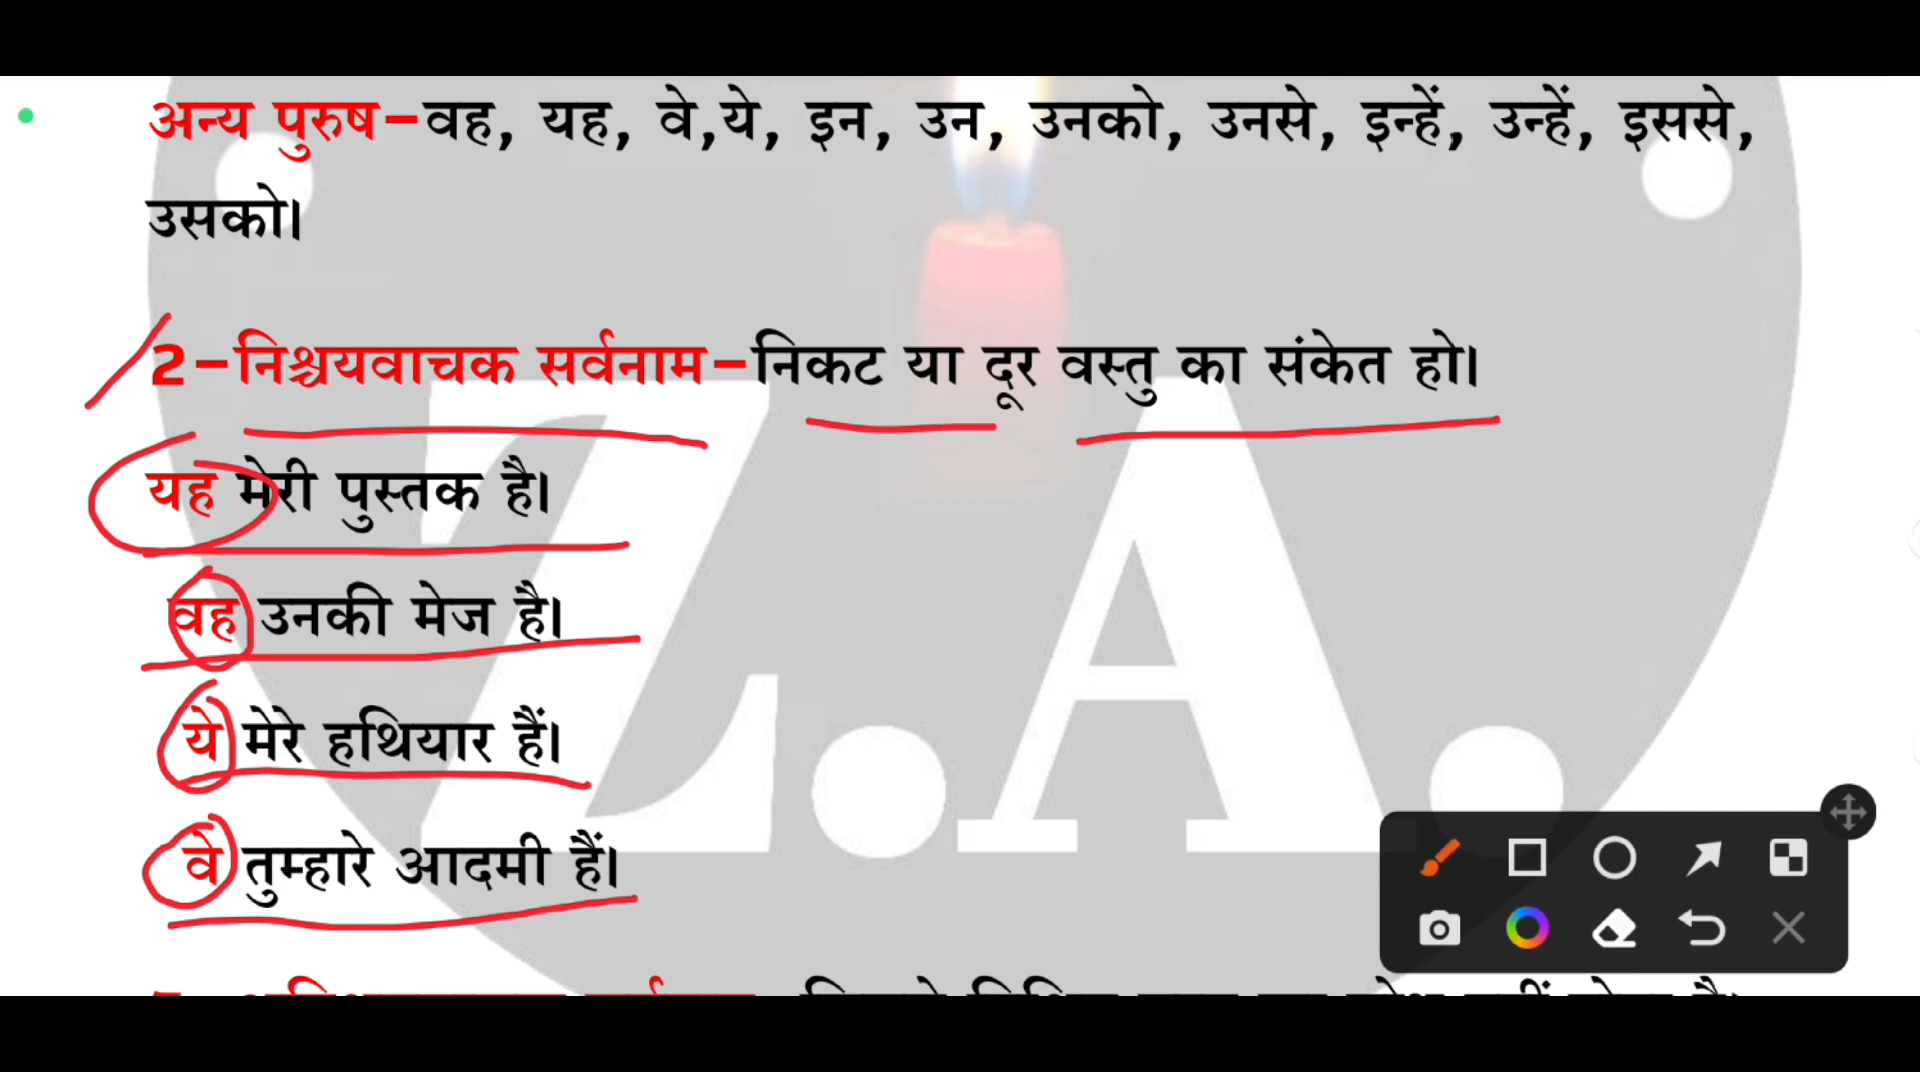 अन्य पुरुष-वह, यह, वे,ये, इन, उन, उनको, उनसे, इन्हें, उन्हें, इससे,
उसको।
2-निश्चयवाचक सर्वनाम-निकट या दूर वस्तु का संकेत हो।
यह मेरी पुस्तक है।
वह उनकी मेज है।
ये मेरे हथियार हैं।
वे तुम्हारे आदमी हैं।
Z.A.